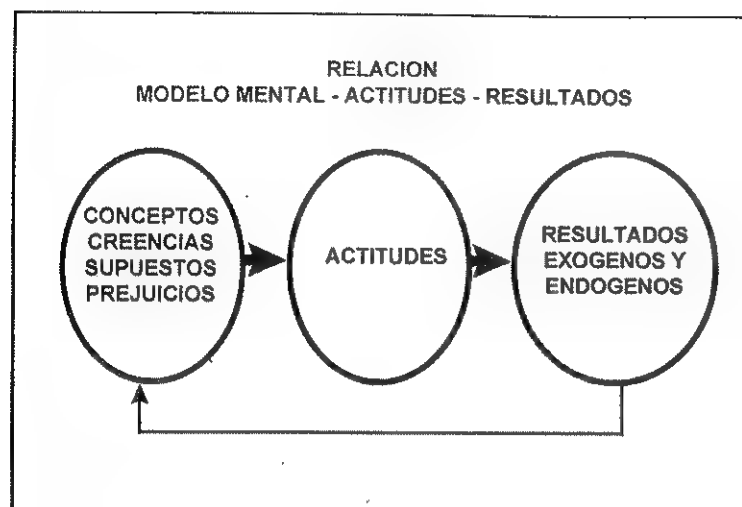 RELACION
MODELO MENTAL - ACTITUDES - RESULTADOS
CONCEPTOS
CREENCIAS
SUPUESTOS
PREJUICIOS
ACTITUDES
RESULTADOS
EXOGENOS Y
ENDOGENOS